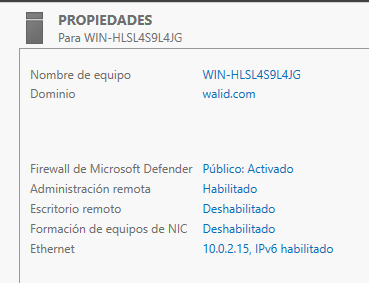 PROPIEDADES
Para WIN-HLSL4S9L4JG
Nombre de equipo WIN-HLSL4S9L4JG
Dominio walid.com
Firewall de Microsoft Defender Público: Activado
Administración remota Habilitado
Escritorio remoto Deshabilitado
Formación de equipos de NIC Deshabilitado
Ethernet 10.0.2.15, IPv6 habilitado